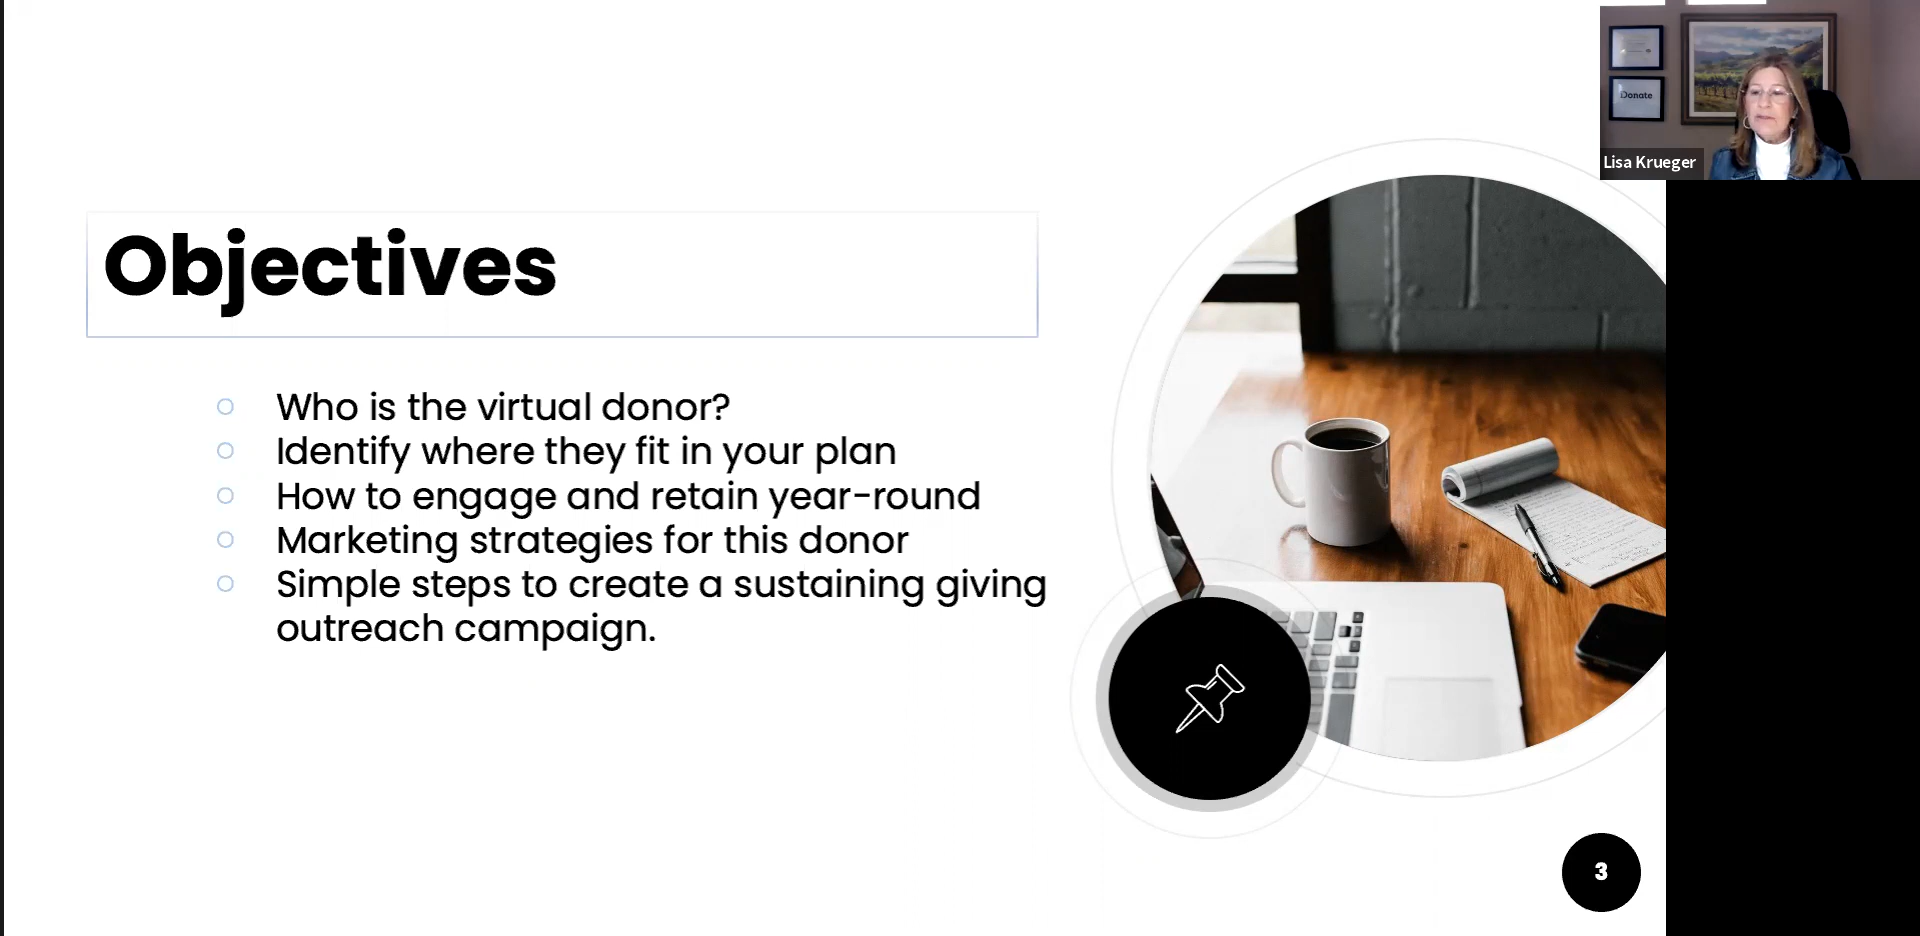 Donate
Lisa Krueger
Objectives
Who is the virtual donor?
Identify where they fit in your plan
How to engage and retain year-round
Marketing strategies for this donor
Simple steps to create a sustaining giving
outreach campaign.
3